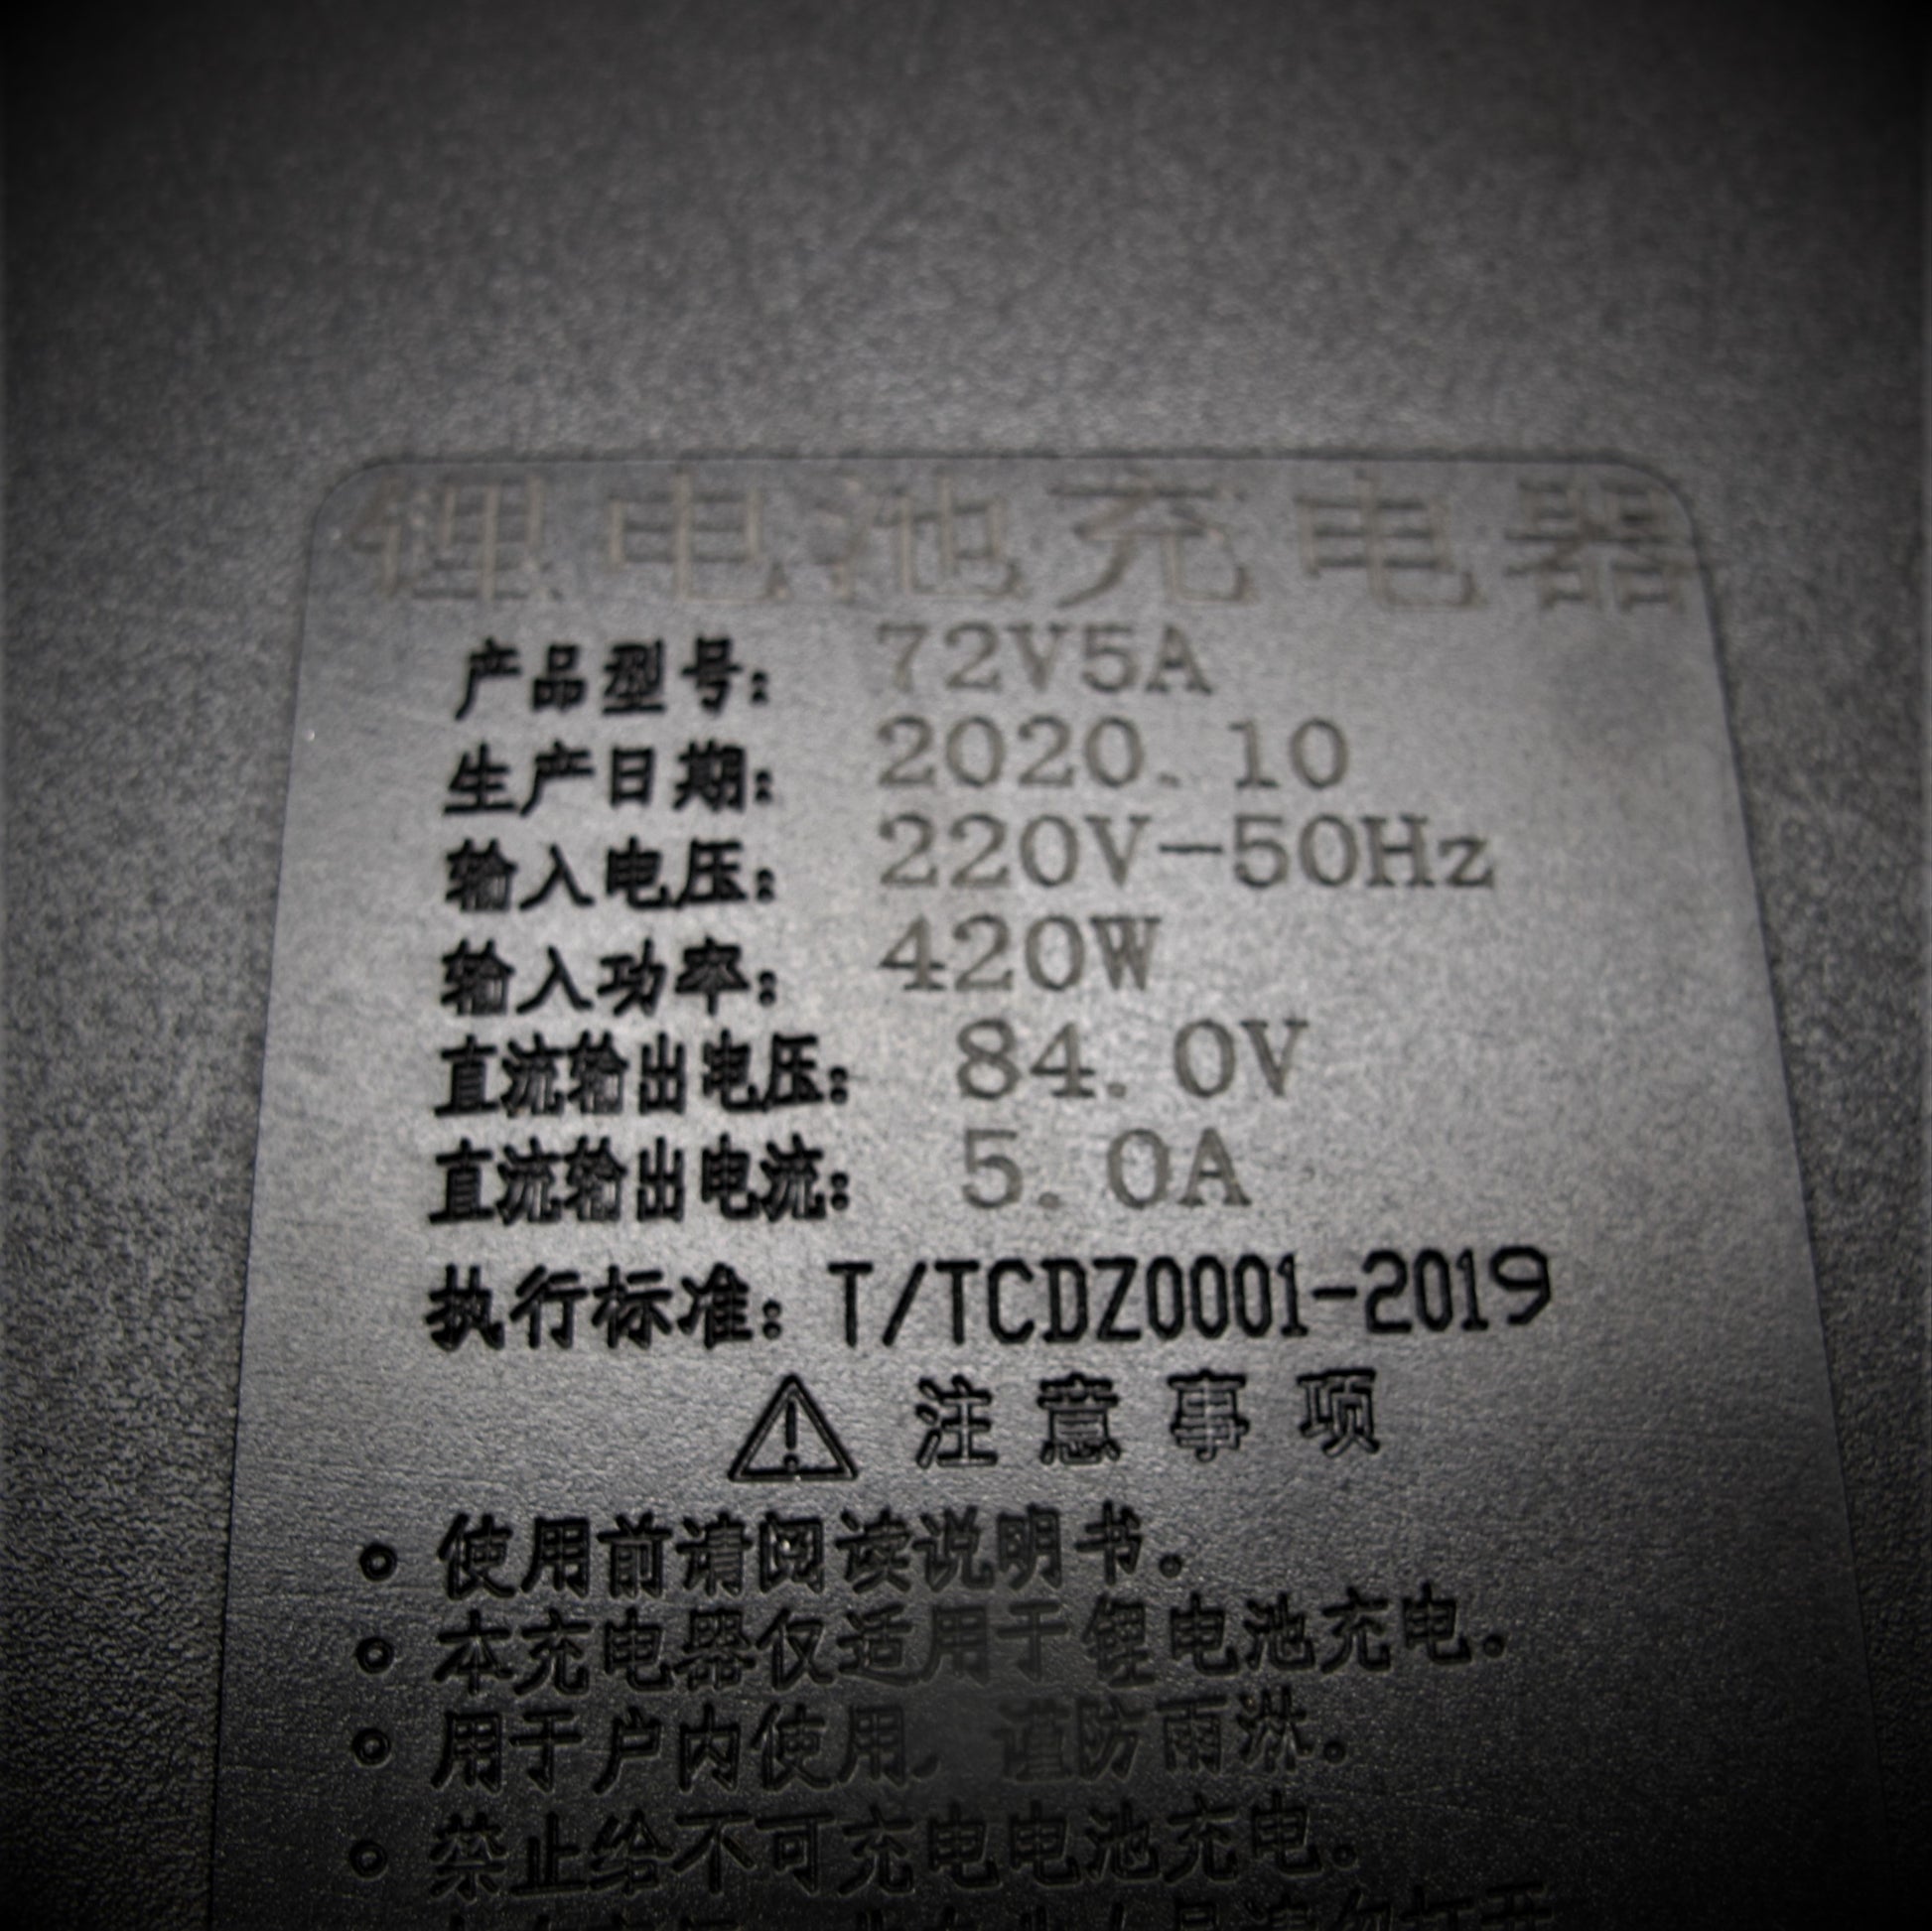 锂电池充电器
产品型号: 72V5A
生产日期: 2020.10
输入电压: 220V-50Hz
输入功率: 420W
直流输出电压: 84.0V
直流输出电流: 5.0A
执行标准: T/TCDZ0001-2019
注意事项
使用前请阅读说明书。
本充电器仅适用于锂电池充电。
用于户内使用, 谨防雨淋。
禁止给不可充电电池充电。